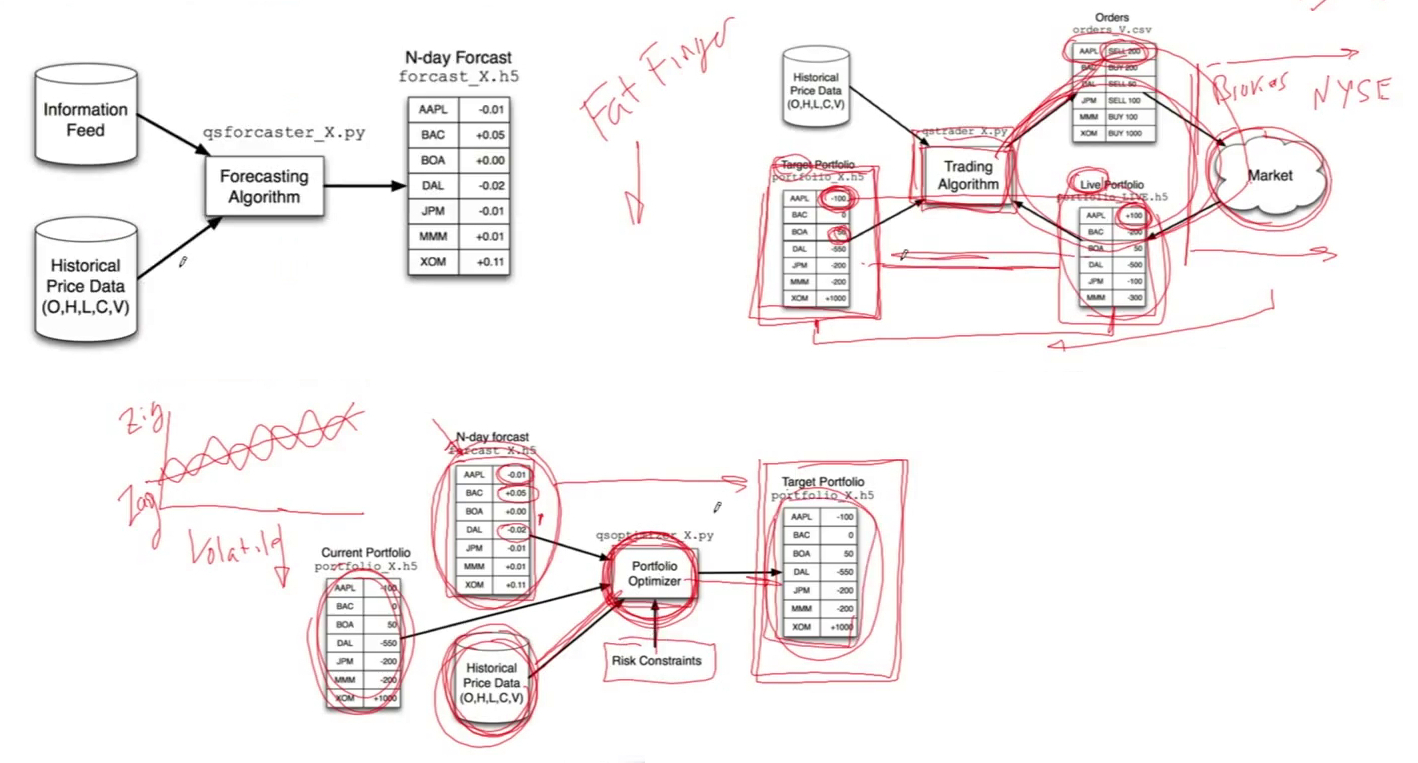 Information
Feed
Historical
Price Data
(O,H,L,C,V)
qsforcaster_X.py
Forecasting
Algorithm
N-day Forcast
forcast_X.h5
AAPL -0.01
BAC +0.05
BOA +0.00
DAL -0.02
JPM -0.01
MMM +0.01
XOM +0.11
Fat Finger
Historical
Price Data
(O,H,L,C,V)
qstrader_X.py
Trading
Algorithm
Target Portfolio
portfolio_X.h5
AAPL -100
BAC 0
BOA 50
DAL -550
JPM -200
MMM -200
XOM +1000
Orders
orders_V.csv
AAPL SELL 200
BAC BUY 200
DAL SELL 50
JPM SELL 100
MMM BUY 100
XOM BUY 1000
NYSE
Market
Live Portfolio
portfolio_LIVE.h5
AAPL +100
BAC -200
BOA 50
DAL -500
JPM -100
MMM -300
Zig
Zag
Current Portfolio
portfolio_X.h5
AAPL -100
BAC 0
BOA 50
DAL -550
JPM -200
MMM -200
XOM +1000
N-day forcast
forcast_X.h5
AAPL -0.01
BAC +0.05
BOA +0.00
DAL -0.02
JPM -0.01
MMM +0.01
XOM +0.11
Historical
Price Data
(O,H,L,C,V)
qsoptimizer_X.py
Portfolio
Optimizer
Risk Constraints
Target Portfolio
portfolio_X.h5
AAPL -100
BAC 0
BOA 50
DAL -550
JPM -200
MMM -200
XOM +1000